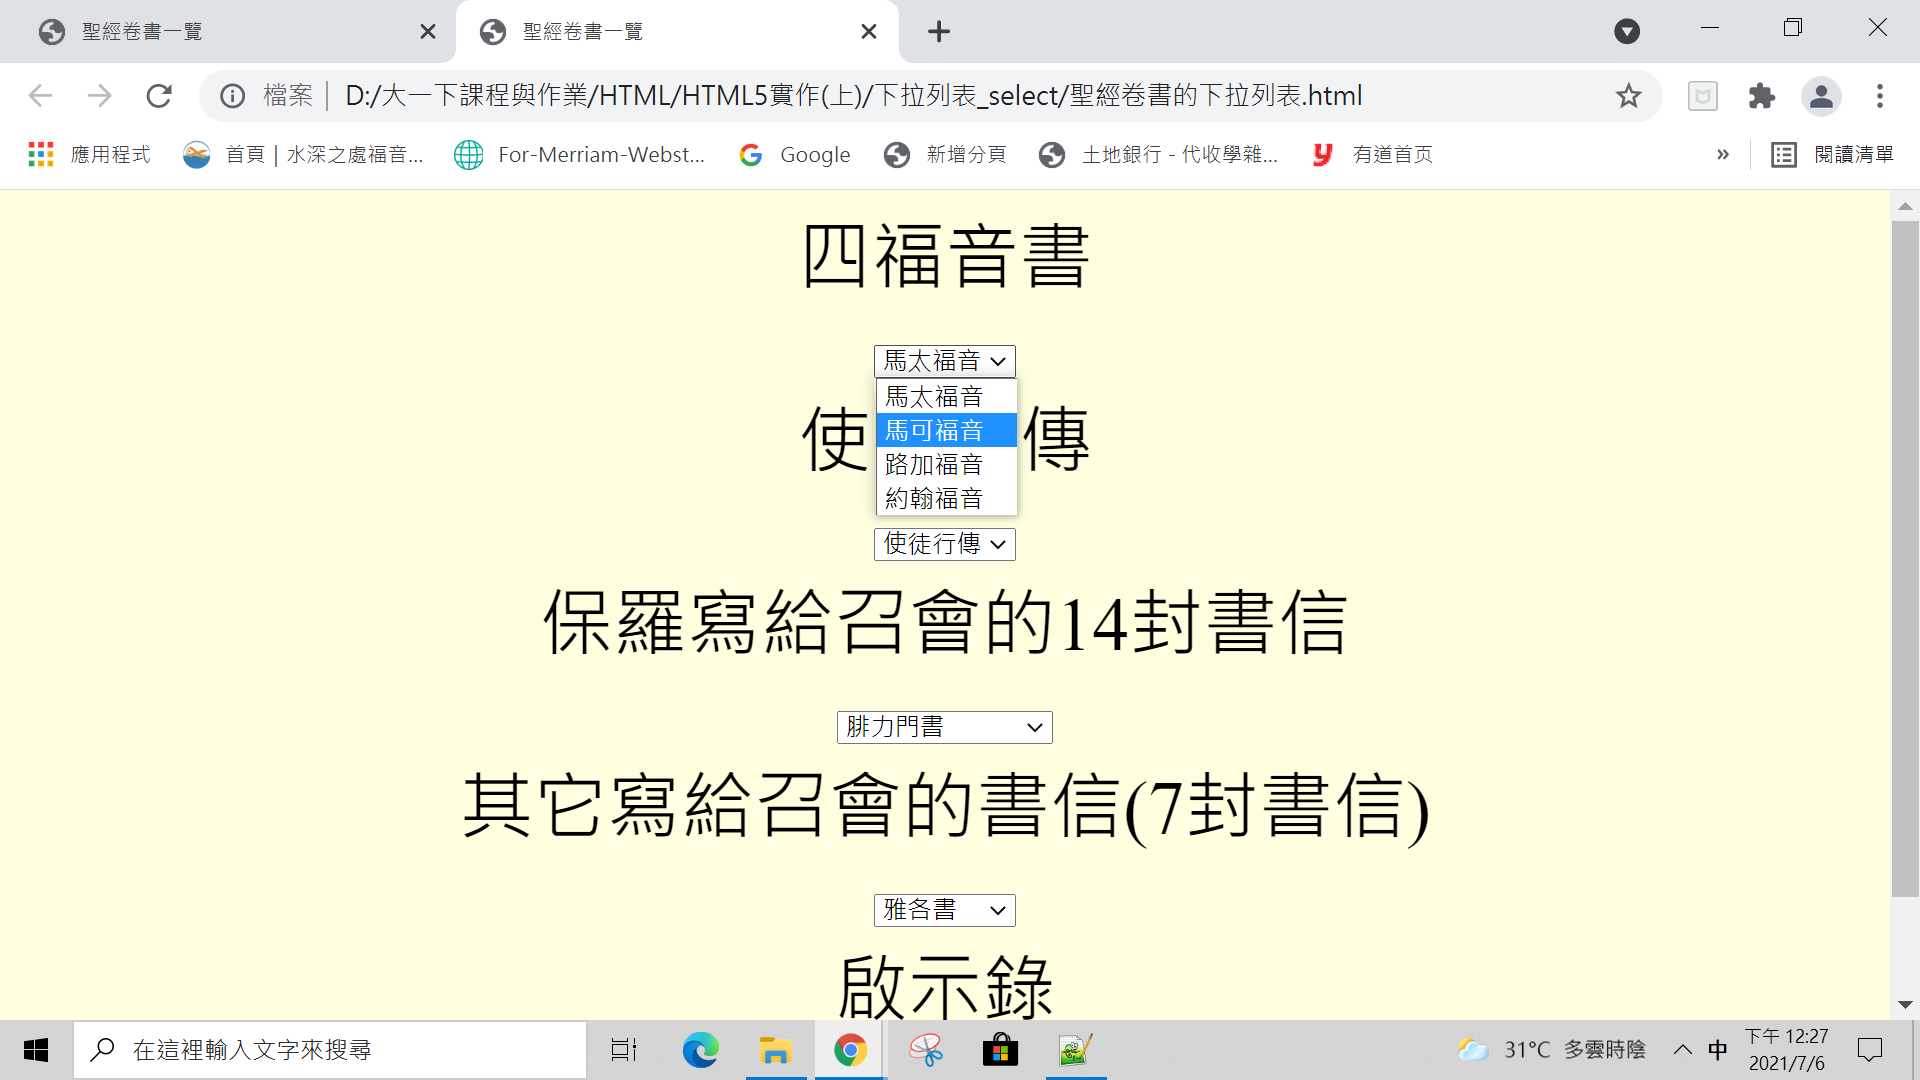 聖經卷書一覽
聖經卷書一覽
檔案 | D:/大一下課程與作業/HTML/HTML5實作(上)/下拉列表_select/聖經卷書的下拉列表.html
應用程式 首頁 | 水深之處福音... For-Merriam-Webst... Google 新增分頁 土地銀行 - 代收學雜... 有道首页 » 閱讀清單
四福音書
馬太福音
馬太福音
馬可福音
路加福音
約翰福音
使 傳
使徒行傳
保羅寫給召會的14封書信
腓力門書
其它寫給召會的書信(7封書信)
雅各書
啟示錄
在這裡輸入文字來搜尋
31°C 多雲時陰
中
下午 12:27
2021/7/6